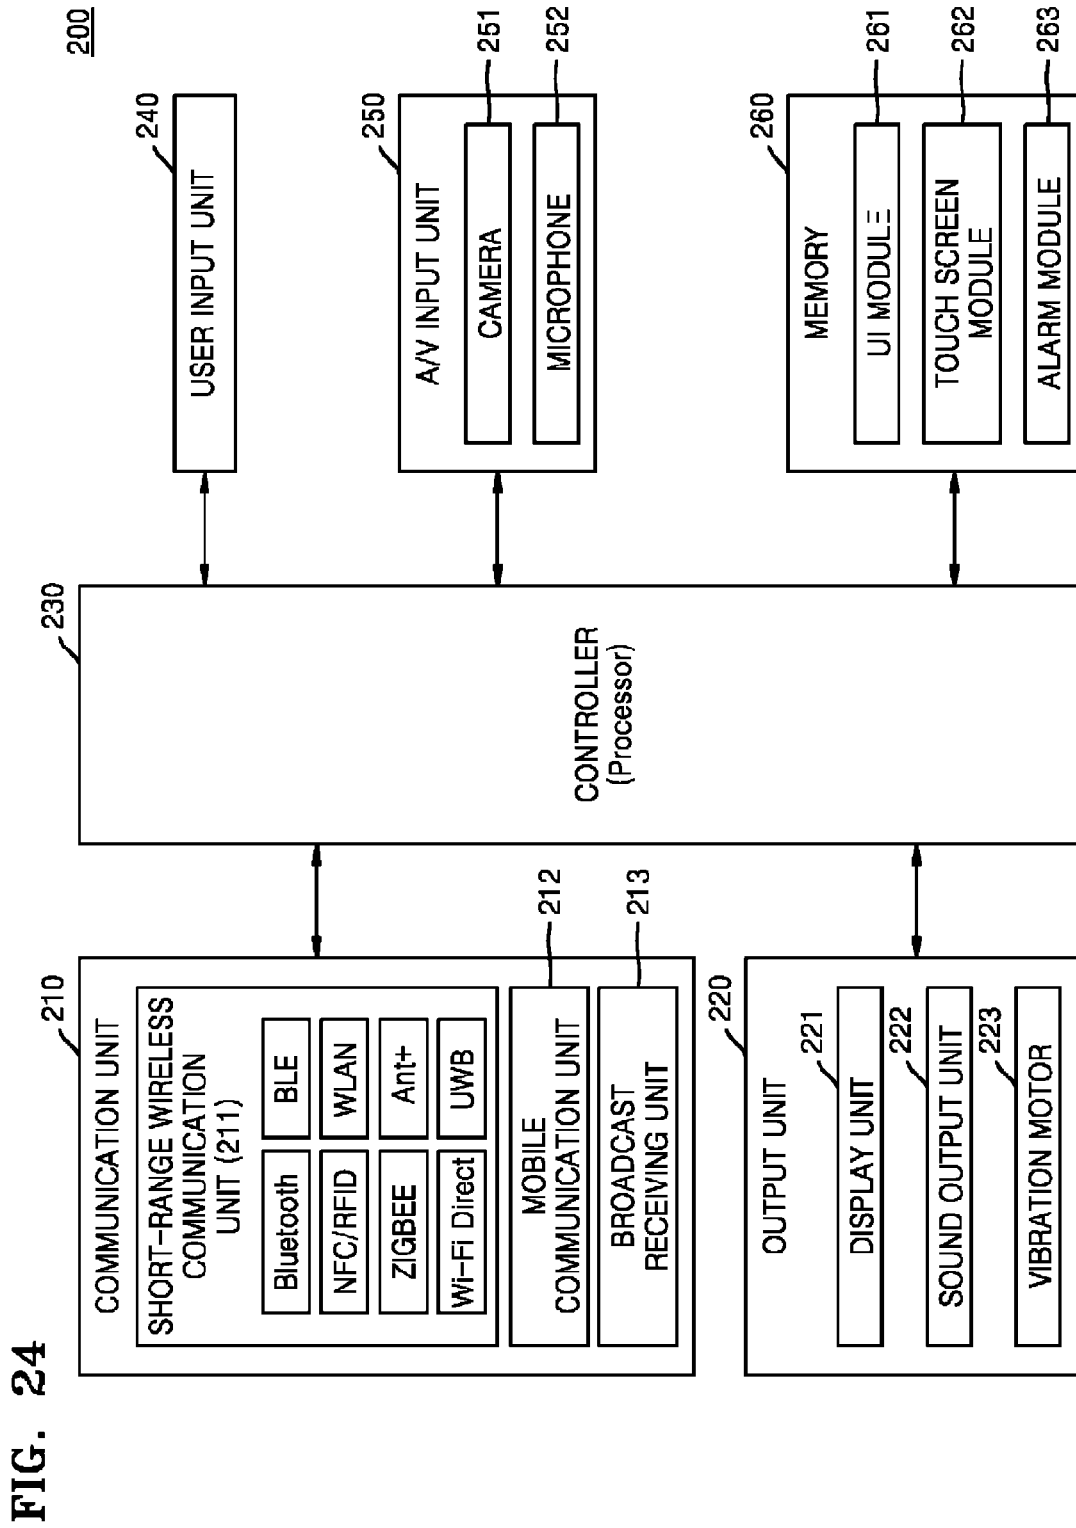 FIG. 24
200
210
COMMUNICATION UNIT
SHORT-RANGE WIRELESS
COMMUNICATION
UNIT (211)
Bluetooth
BLE
NFC/RFID
WLAN
ZIGBEE
Ant+
Wi-Fi Direct
UWB
MOBILE
COMMUNICATION UNIT
212
BROADCAST
RECEIVING UNIT
213
220
OUTPUT UNIT
221
DISPLAY UNIT
222
SOUND OUTPUT UNIT
223
VIBRATION MOTOR
230
CONTROLLER
(Processor)
240
USER INPUT UNIT
250
A/V INPUT UNIT
CAMERA
251
MICROPHONE
252
260
MEMORY
UI MODULE
261
TOUCH SCREEN
MODULE
262
ALARM MODULE
263